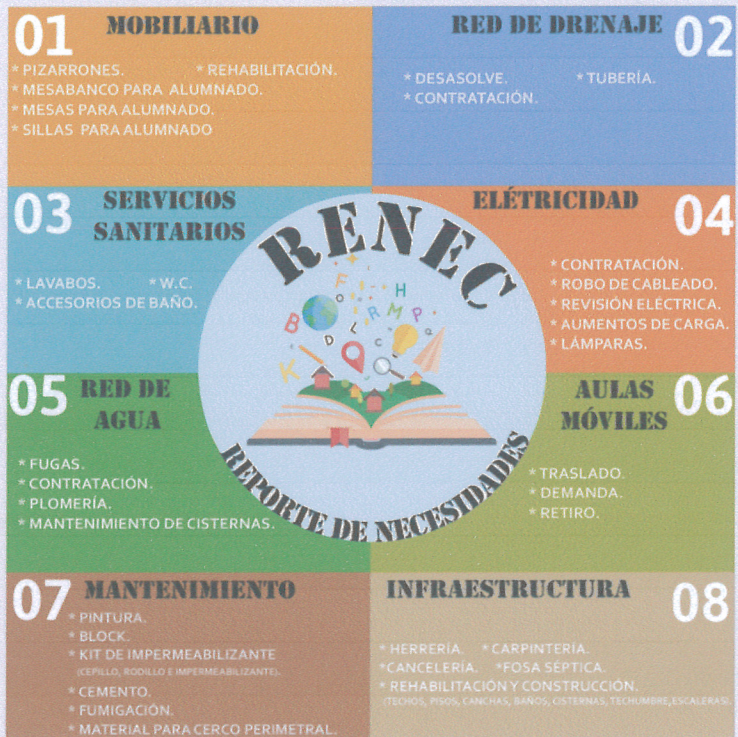 01 MOBILIARIO
* PIZARRONES. * REHABILITACIÓN.
* MESABANCO PARA ALUMNADO.
* MESAS PARA ALUMNADO.
* SILLAS PARA ALUMNADO
RED DE DRENAJE 02
* DESASOLVE. * TUBERÍA.
* CONTRATACIÓN.
03 SERVICIOS
SANITARIOS
* LAVABOS. * W.C.
* ACCESORIOS DE BAÑO.
ELÉTRICIDAD 04
* CONTRATACIÓN.
* ROBO DE CABLEADO.
* REVISIÓN ELÉCTRICA.
* AUMENTOS DE CARGA.
* LÁMPARAS.
RENEC
F H
B R M P
D L C
K
REPORTE DE NECESIDADES
05 RED DE
AGUA
* FUGAS.
* CONTRATACIÓN.
* PLOMERÍA.
* MANTENIMIENTO DE CISTERNAS.
AULAS 06
MÓVILES
* TRASLADO.
* DEMANDA.
* RETIRO.
07 MANTENIMIENTO
* PINTURA.
* BLOCK.
* KIT DE IMPERMEABILIZANTE
(CEPILLO, RODILLO E IMPERMEABILIZANTE).
* CEMENTO.
* FUMIGACIÓN.
* MATERIAL PARA CERCO PERIMETRAL.
INFRAESTRUCTURA 08
* HERRERÍA. * CARPINTERÍA.
*CANCELERÍA. *FOSA SÉPTICA.
* REHABILITACIÓN Y CONSTRUCCIÓN.
(TECHOS, PISOS, CANCHAS, BAÑOS, CISTERNAS, TECHUMBRE,ESCALERAS).